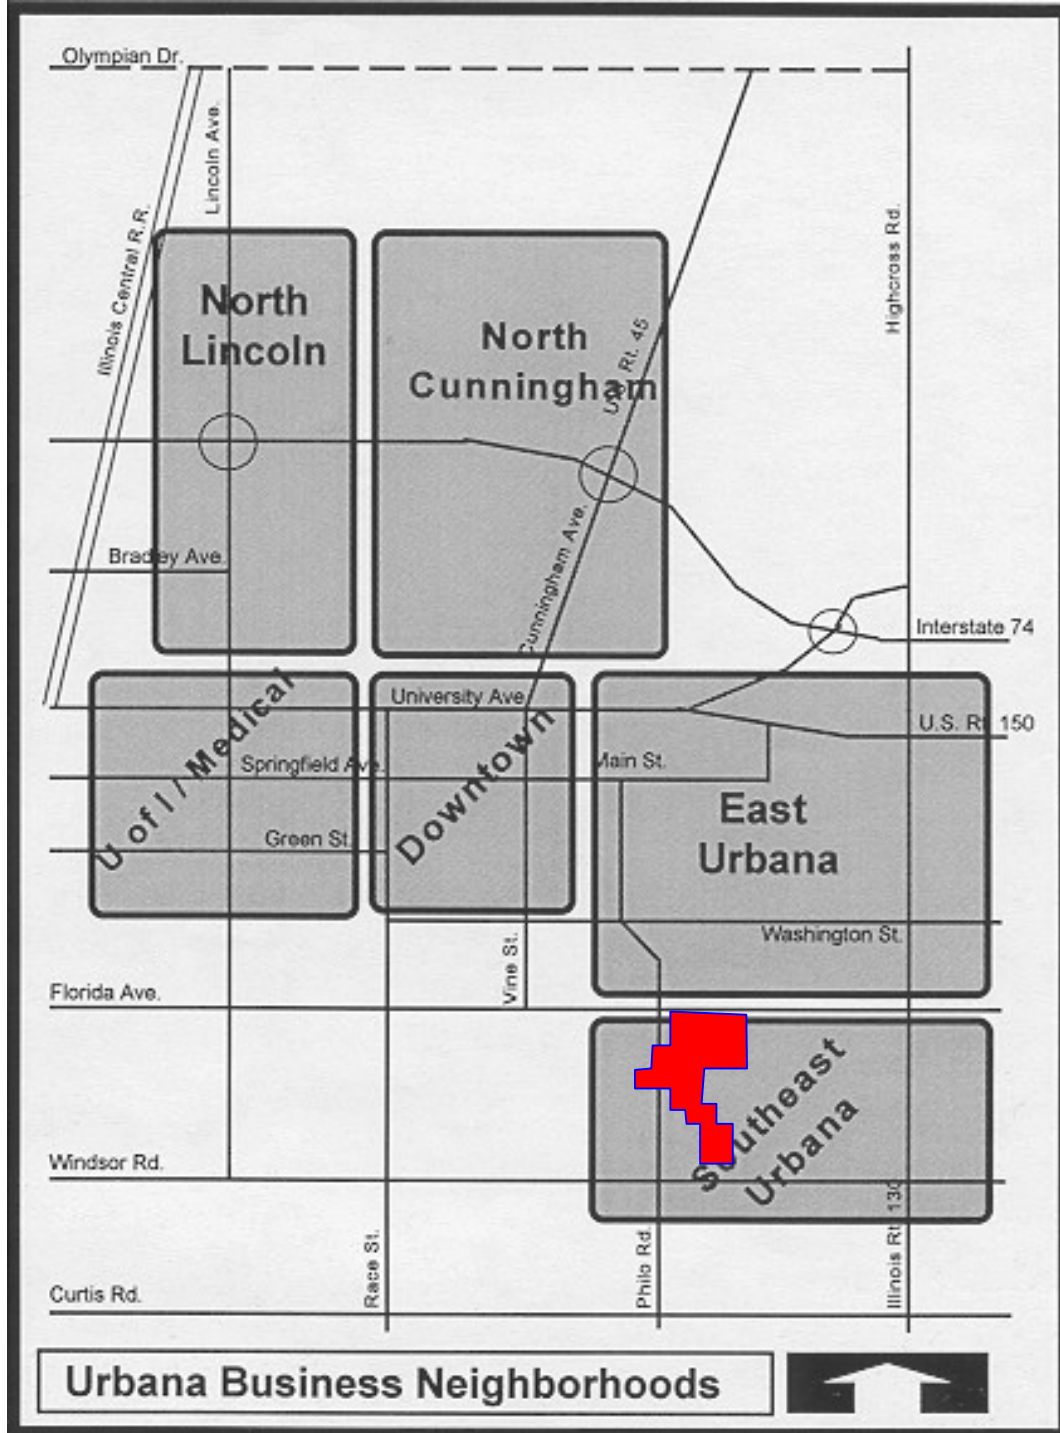 Olympian Dr.
Lincoln Ave.
Illinois Central R.R.
Highcross Rd.
North
Lincoln
North
Cunningham
U.S. Rt. 45
Cunningham Ave.
Bradley Ave.
Interstate 74
University Ave.
U.S. Rt. 150
U of I / Medical
Springfield Ave.
Downtown
Main St.
Green St.
East
Urbana
Washington St.
Vine St.
Florida Ave.
Southeast
Urbana
Windsor Rd.
Race St.
Philo Rd.
Illinois Rt. 130
Curtis Rd.
Urbana Business Neighborhoods